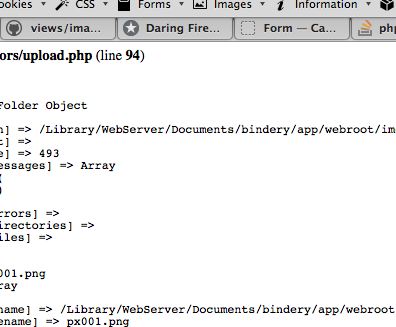 ookies CSS Forms Images Information
views/ima... Daring Fire... Form — Ca... php
ors/upload.php (line 94)
Folder Object
n] => /Library/WebServer/Documents/bindery/app/webroot/im
t] =>
e] => 493
essages] => Array
(
)
rrors] =>
irectories] =>
iles] =>
001.png
ray
name] => /Library/WebServer/Documents/bindery/app/webroot
ename] => px001.png